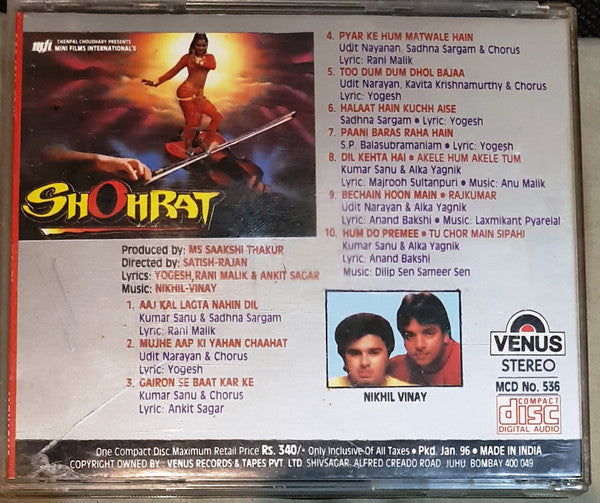 mfi
THENPAL CHOUDHARY PRESENTS
MINI FILMS INTERNATIONAL'S
SHOHRAT
Produced by: MS SAAKSHI THAKUR
Directed by: SATISH-RAJAN
Lyrics: YOGESH, RANI MALIK & ANKIT SAGAR
Music: NIKHIL-VINAY
1. AAJ KAL LAGTA NAHIN DIL
Kumar Sanu & Sadhna Sargam
Lyric: Rani Malik
2. MUJHE AAP KI YAHAN CHAAHAT
Udit Narayan & Chorus
Lyric: Yogesh
3. GAIRON SE BAAT KAR KE
Kumar Sanu & Chorus
Lyric: Ankit Sagar
4. PYAR KE HUM MATWALE HAIN
Udit Nayanan, Sadhna Sargam & Chorus
Lyric: Rani Malik
5. TOO DUM DUM DHOL BAJAA
Udit Narayan, Kavita Krishnamurthy & Chorus
Lyric: Yogesh
6. HALAAT HAIN KUCHH AISE
Sadhna Sargam • Lyric: Yogesh
7. PAANI BARAS RAHA HAIN
S.P. Balasubramaniam • Lyric: Yogesh
8. DIL KEHTA HAI • AKELE HUM AKELE TUM
Kumar Sanu & Alka Yagnik
Lyric: Majrooh Sultanpuri • Music: Anu Malik
9. BECHAIN HOON MAIN • RAJKUMAR
Udit Narayan & Alka Yagnik
Lyric: Anand Bakshi • Music: Laxmikant Pyarelal
10. HUM DO PREMEE • TU CHOR MAIN SIPAHI
Kumar Sanu & Alka Yagnik
Lyric: Anand Bakshi
Music: Dilip Sen Sameer Sen
NIKHIL VINAY
VENUS
STEREO
MCD No. 536
COMPACT
disc
DIGITAL AUDIO
One Compact Disc Maximum Retail Price Rs. 340/- Only Inclusive Of All Taxes • Pkd. Jan. 96 • MADE IN INDIA
COPYRIGHT OWNED BY : VENUS RECORDS & TAPES PVT. LTD SHIVSAGAR, ALFRED CREADO ROAD JUHU BOMBAY 400 049